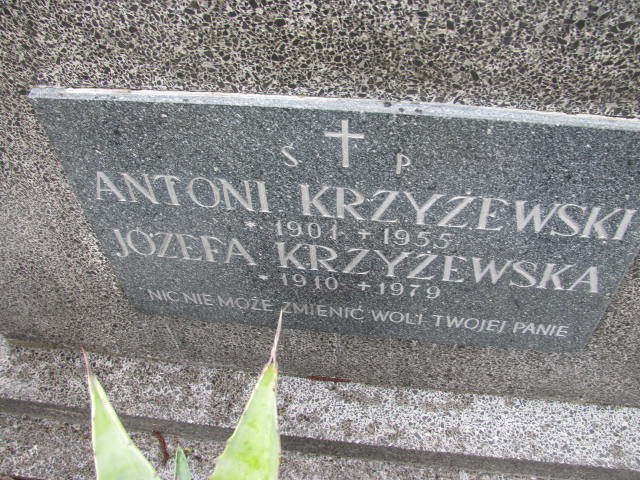 Ś P
ANTONI KRZYŻEWSKI
* 1901 + 1955
JÓZEFA KRZYŻEWSKA
* 1910 + 1979
NIC NIE MOŻE ZMIENIĆ WOLI TWOJEJ PANIE